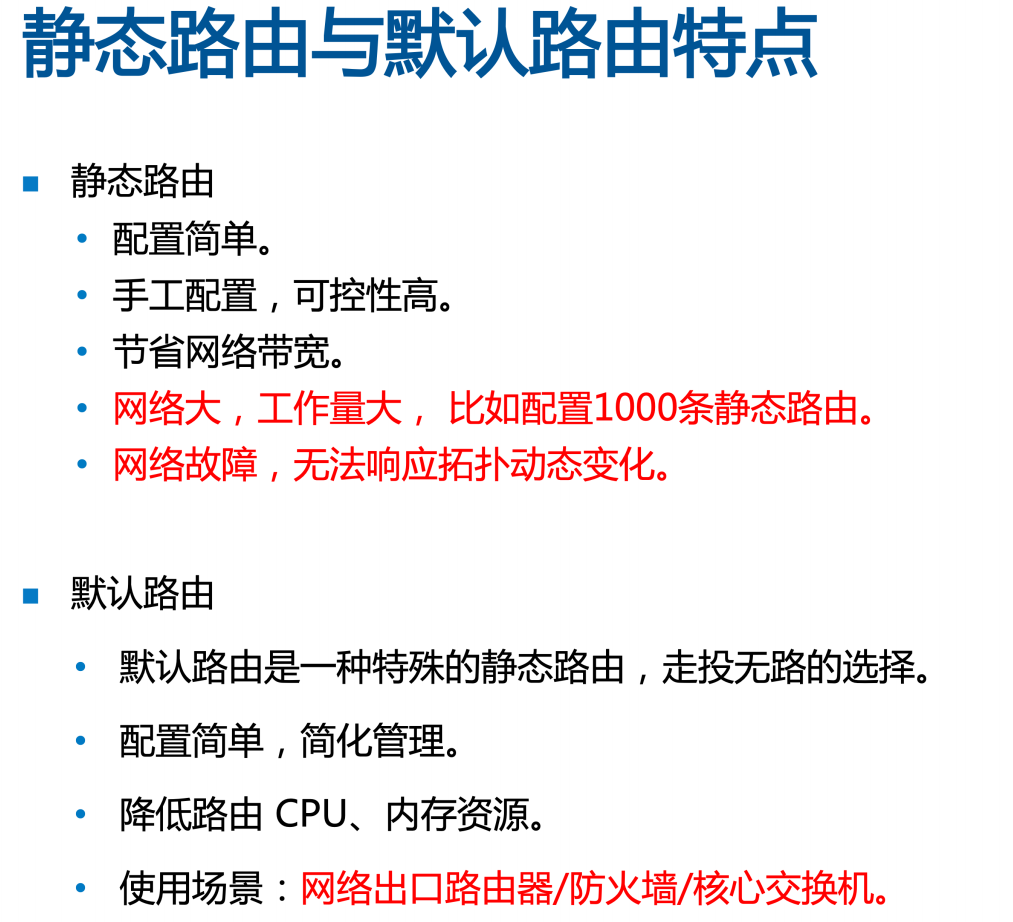 静态路由与默认路由特点
■ 静态路由
• 配置简单。
• 手工配置，可控性高。
• 节省网络带宽。
• 网络大，工作量大， 比如配置1000条静态路由。
• 网络故障，无法响应拓扑动态变化。
■ 默认路由
• 默认路由是一种特殊的静态路由，走投无路的选择。
• 配置简单，简化管理。
• 降低路由 CPU、内存资源。
• 使用场景：网络出口路由器/防火墙/核心交换机。